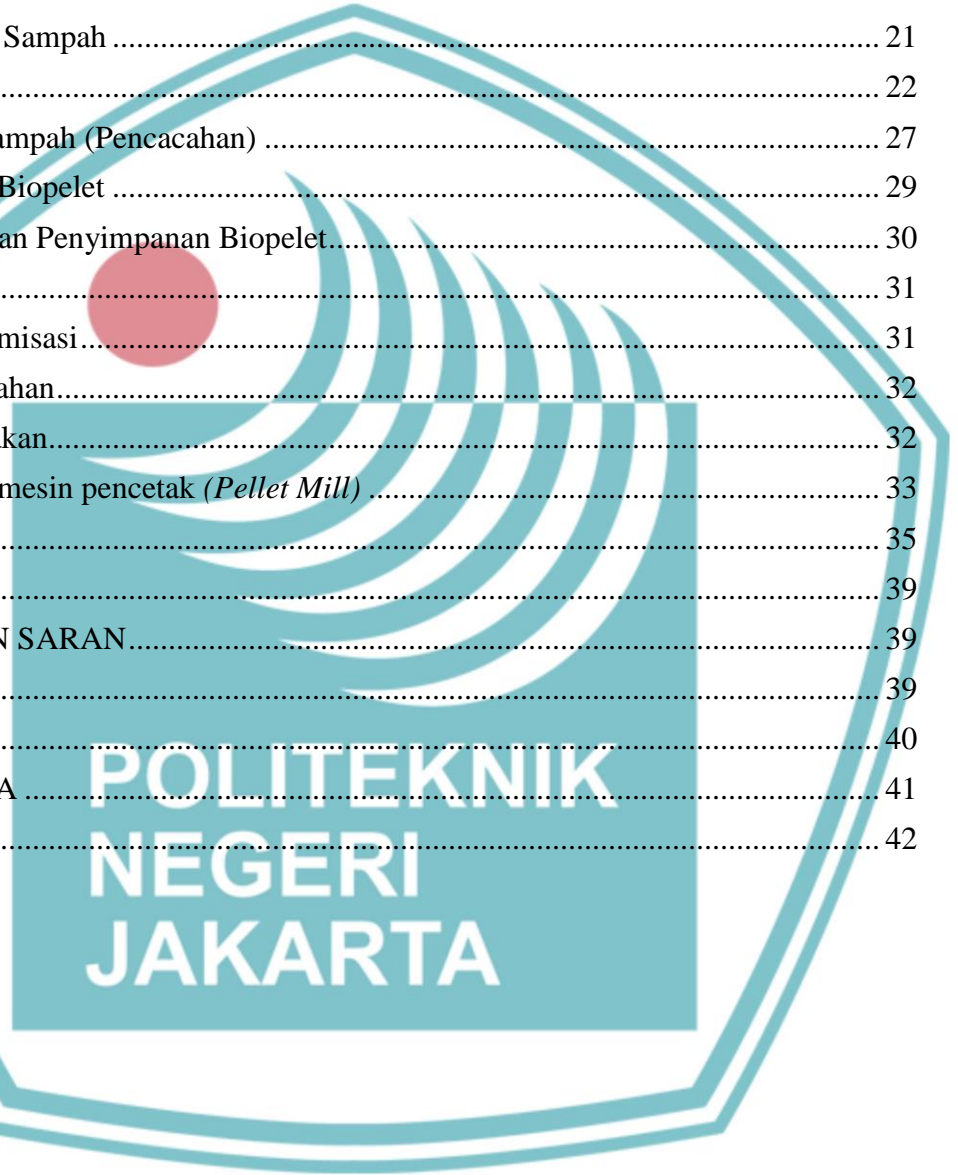 Sampah ........................ 21
........................ 22
ampah (Pencacahan) ........................ 27
Biopelet ........................ 29
an Penyimpanan Biopelet ........................ 30
........................ 31
misasi ........................ 31
ahan ........................ 32
akan ........................ 32
mesin pencetak (Pellet Mill) ........................ 33
........................ 35
........................ 39
N SARAN ........................ 39
........................ 39
........................ 40
A ........................ 41
........................ 42
POLITEKNIK
NEGERI
JAKARTA